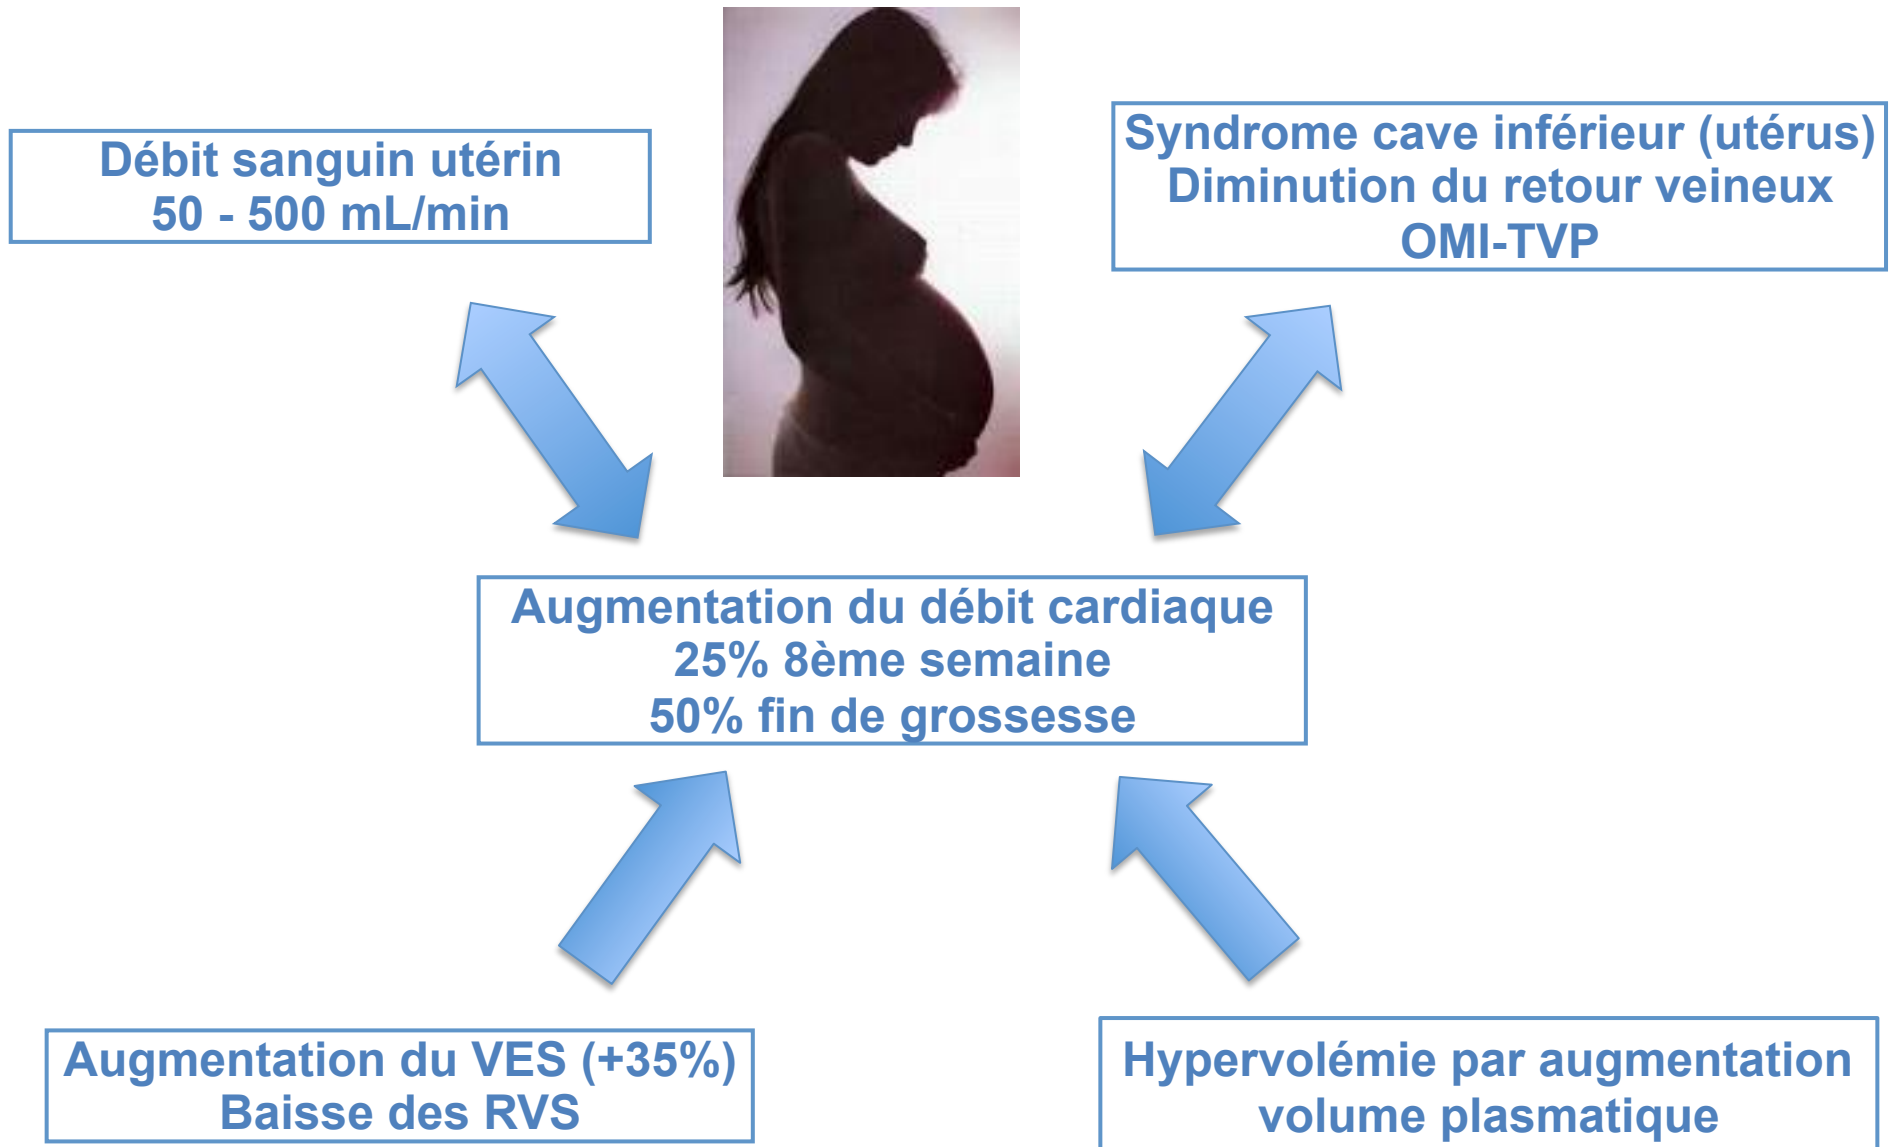 Débit sanguin utérin
50 - 500 mL/min
Syndrome cave inférieur (utérus)
Diminution du retour veineux
OMI-TVP
Augmentation du débit cardiaque
25% 8ème semaine
50% fin de grossesse
Augmentation du VES (+35%)
Baisse des RVS
Hypervolémie par augmentation
volume plasmatique